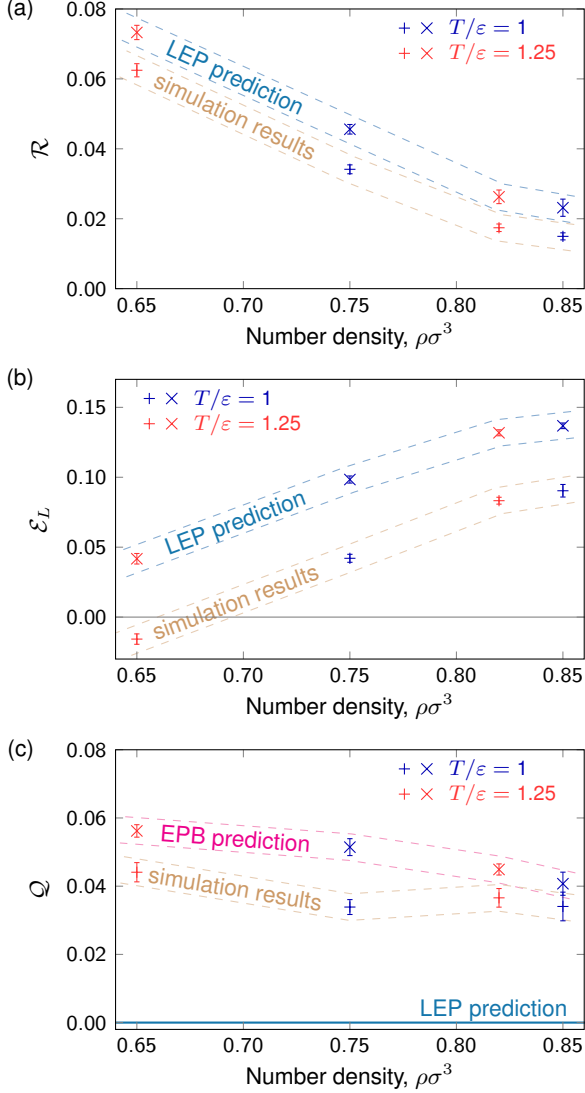 (a)
0.08
0.06
0.04
0.02
0.00
ℛ
LEP prediction
simulation results
+ × T/ε = 1
+ × T/ε = 1.25
0.65 0.70 0.75 0.80 0.85
Number density, ρσ³
(b)
0.15
0.10
0.05
0.00
ℰ_L
+ × T/ε = 1
+ × T/ε = 1.25
LEP prediction
simulation results
0.65 0.70 0.75 0.80 0.85
Number density, ρσ³
(c)
0.08
0.06
0.04
0.02
0.00
𝒬
+ × T/ε = 1
+ × T/ε = 1.25
EPB prediction
simulation results
LEP prediction
0.65 0.70 0.75 0.80 0.85
Number density, ρσ³